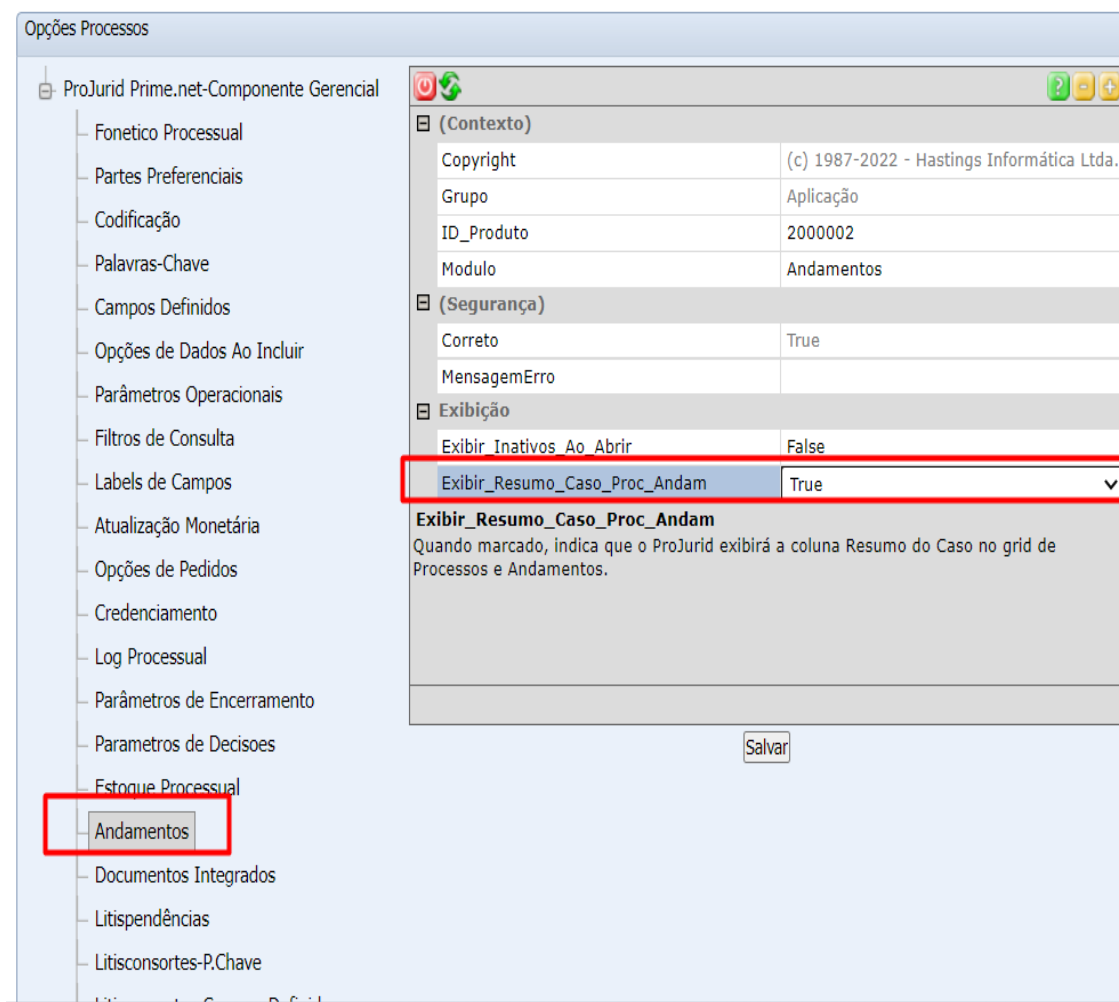 Opções Processos
ProJurid Prime.net-Componente Gerencial
Fonetico Processual
Partes Preferenciais
Codificação
Palavras-Chave
Campos Definidos
Opções de Dados Ao Incluir
Parâmetros Operacionais
Filtros de Consulta
Labels de Campos
Atualização Monetária
Opções de Pedidos
Credenciamento
Log Processual
Parâmetros de Encerramento
Parametros de Decisoes
Estoque Processual
Andamentos
Documentos Integrados
Litispendências
Litisconsortes-P.Chave
(Contexto)
Copyright (c) 1987-2022 - Hastings Informática Ltda.
Grupo Aplicação
ID_Produto 2000002
Modulo Andamentos
(Segurança)
Correto True
MensagemErro
Exibição
Exibir_Inativos_Ao_Abrir False
Exibir_Resumo_Caso_Proc_Andam True
Exibir_Resumo_Caso_Proc_Andam
Quando marcado, indica que o ProJurid exibirá a coluna Resumo do Caso no grid de
Processos e Andamentos.
Salvar